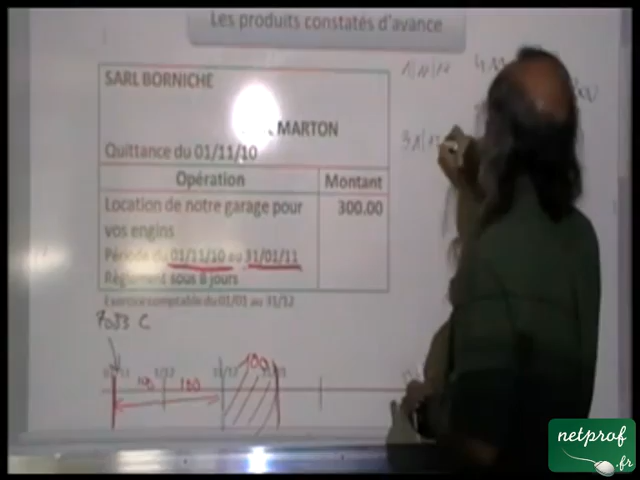 Les produits constatés d'avance
SARL BORNICHE
MARTON
Quittance du 01/11/10
Opération Montant
Location de notre garage pour 300.00
vos engins
Période du 01/11/10 au 31/01/11
Règlement sous 8 jours
Exercice comptable du 01/01 au 31/12
7083 C
100 100 100
31/12
netprof
.fr